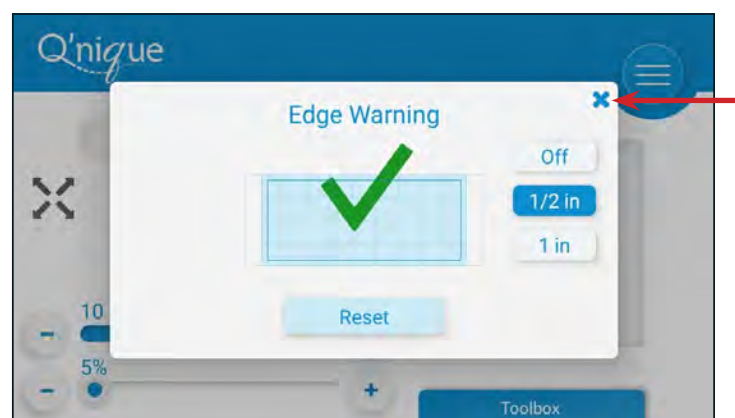 Q'nique
Edge Warning
Off
1/2 in
1 in
Reset
10
5%
Toolbox